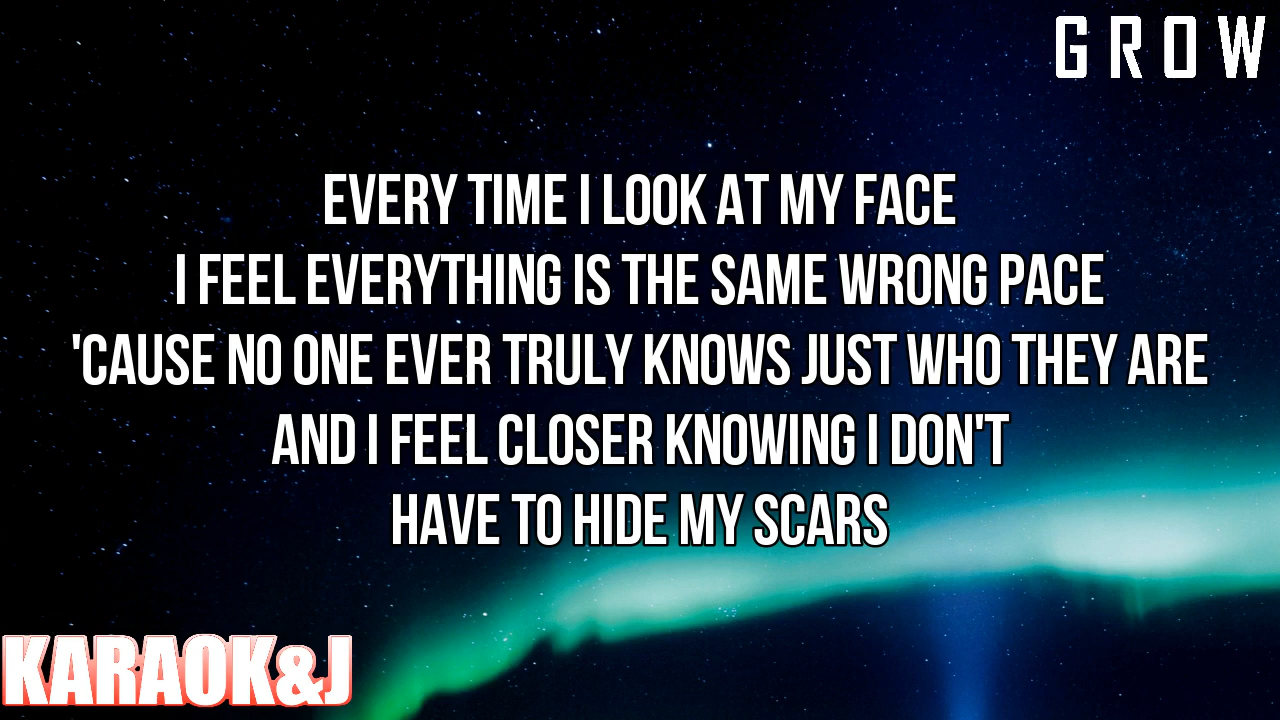 GROW
EVERY TIME I LOOK AT MY FACE
I FEEL EVERYTHING IS THE SAME WRONG PACE
'CAUSE NO ONE EVER TRULY KNOWS JUST WHO THEY ARE
AND I FEEL CLOSER KNOWING I DON'T
HAVE TO HIDE MY SCARS
KARAOK&J